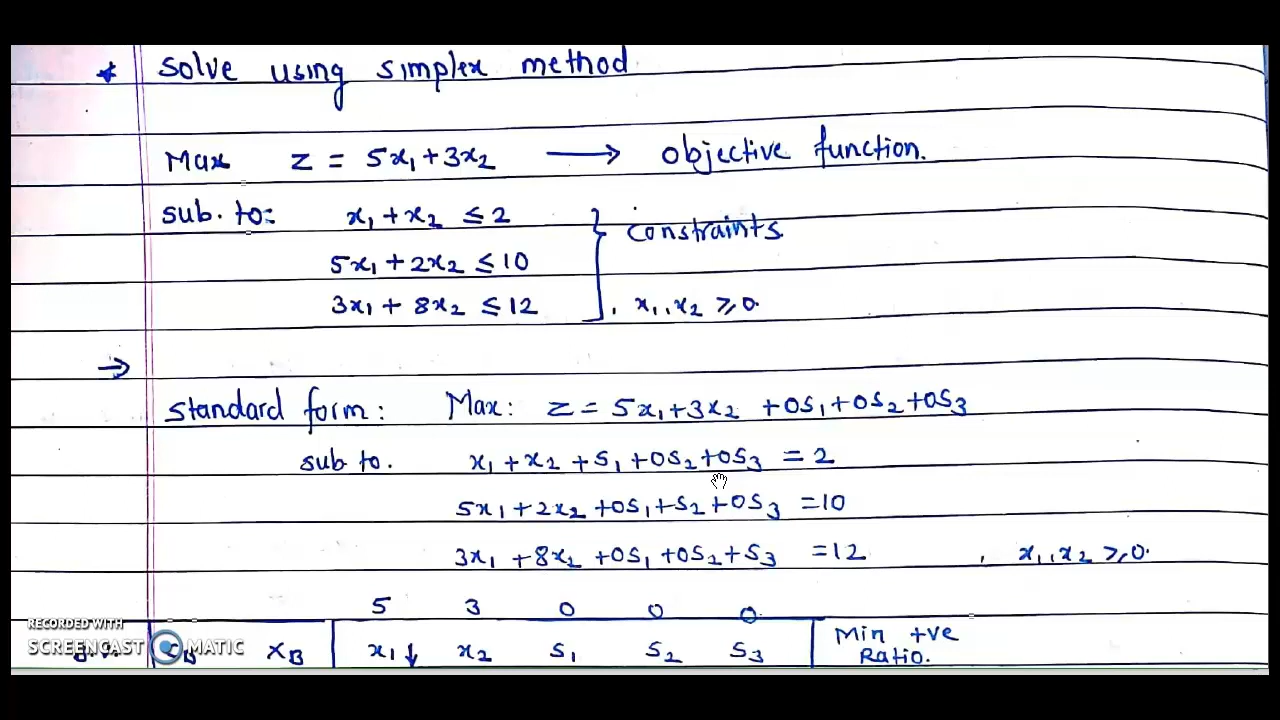 * Solve using simplex method
Max z = 5x₁+3x₂ → objective function.
sub. to: x₁+x₂ ≤ 2
constraints
5x₁+2x₂ ≤ 10
3x₁+ 8x₂ ≤ 12 , x₁,x₂ ≥ 0.
→
Standard form: Max: z = 5x₁+3x₂ +0s₁+0s₂+0s₃
sub to. x₁+x₂+s₁+0s₂+0s₃ = 2
5x₁+2x₂+0s₁+s₂+0s₃ =10
3x₁+8x₂+0s₁+0s₂+s₃ =12 , x₁,x₂ ≥ 0.
5 3 0 0 0
RECORDED WITH
SCREENCAST MATIC
CB XB x₁↓ x₂ s₁ s₂ s₃ Min +ve Ratio.